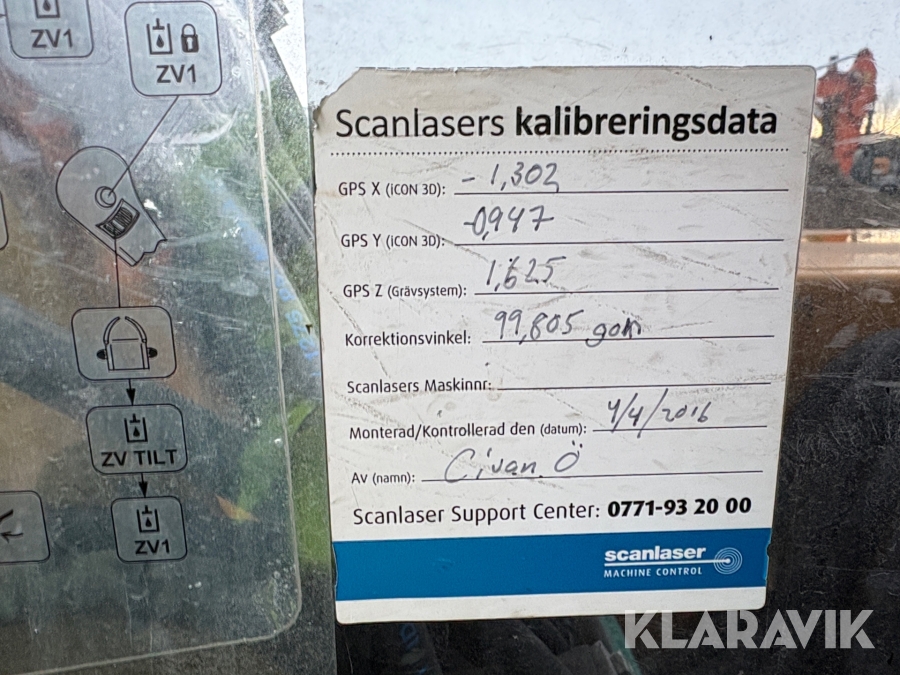 ZV1
ZV1
ZV TILT
ZV1
Scanlasers kalibreringsdata
GPS X (iCON 3D): - 1,302
GPS Y (iCON 3D): -0,947
GPS Z (Grävsystem): 1,625
Korrektionsvinkel: 99,805 gon
Scanlasers Maskinnr:
Monterad/Kontrollerad den (datum): 4/4/2016
Av (namn): Civan Ö
Scanlaser Support Center: 0771-93 20 00
scanlaser
MACHINE CONTROL
KLARAVIK